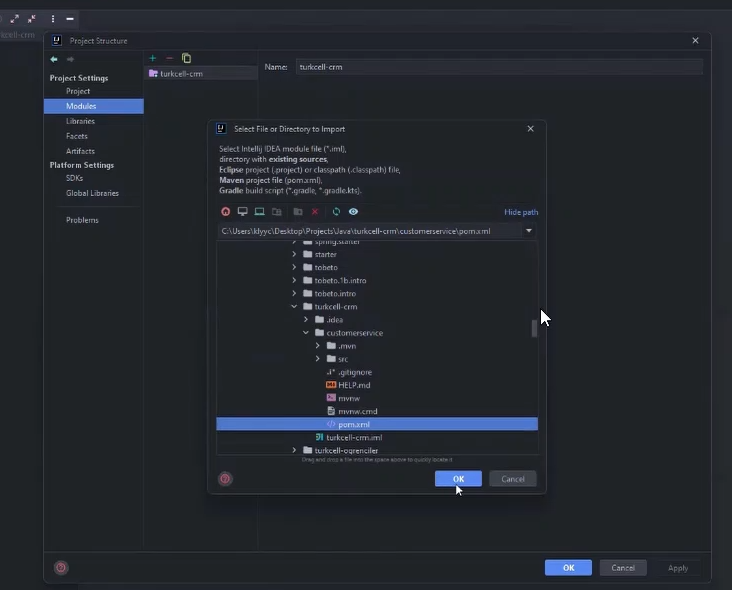 Project Structure
Project Settings
Project
Modules
Libraries
Facets
Artifacts
Platform Settings
SDKs
Global Libraries
Problems
turkcell-crm
Name: turkcell-crm
Select File or Directory to Import
Select Intellij IDEA module file (*.iml),
directory with existing sources,
Eclipse project (.project) or classpath (.classpath) file,
Maven project file (pom.xml),
Gradle build script (*.gradle, *.gradle.kts).
Hide path
C:\Users\klyyc\Desktop\Projects\Java\turkcell-crm\customerservice\pom.xml
spring.starter
starter
tobeto
tobeto.1b.intro
tobeto.intro
turkcell-crm
.idea
customerservice
.mvn
src
.gitignore
HELP.md
mvnw
mvnw.cmd
pom.xml
turkcell-crm.iml
turkcell-ogrenciler
Drag and drop a file into the space above to quickly locate it
OK Cancel
OK Cancel Apply